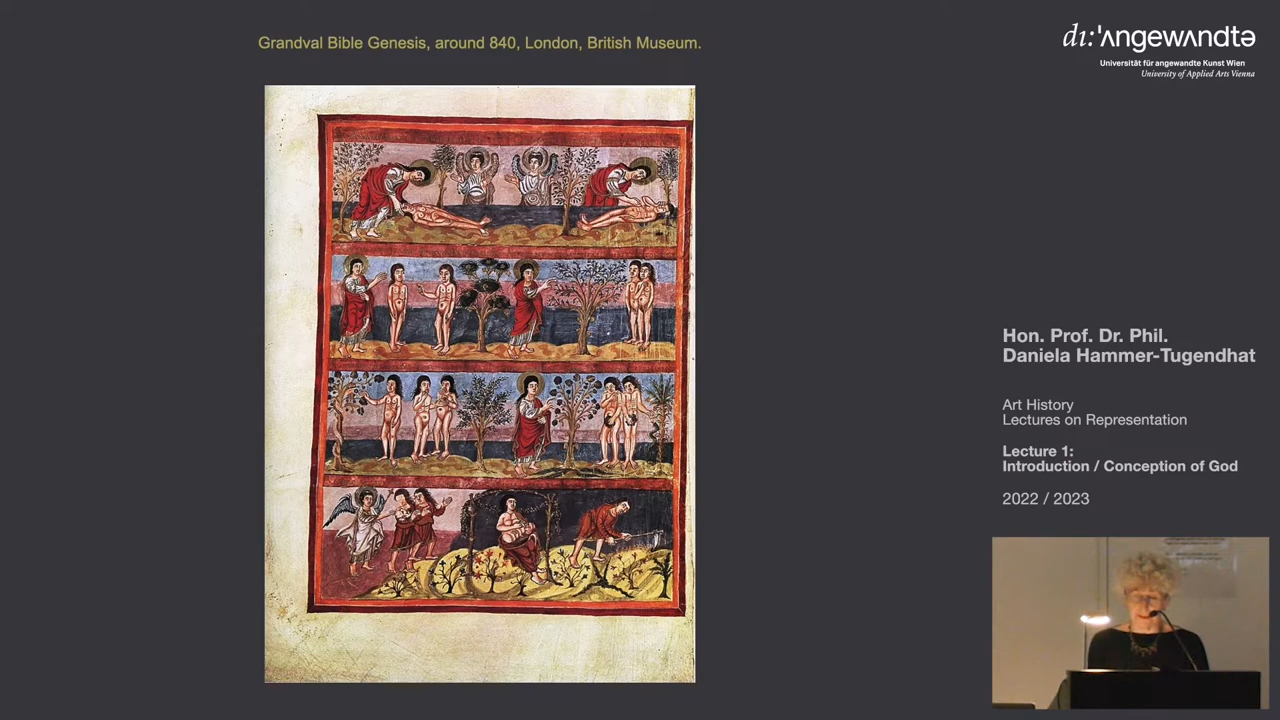 Grandval Bible Genesis, around 840, London, British Museum.
dı:'ʌngewʌndtə
Universität für angewandte Kunst Wien
University of Applied Arts Vienna
Hon. Prof. Dr. Phil.
Daniela Hammer-Tugendhat
Art History
Lectures on Representation
Lecture 1:
Introduction / Conception of God
2022 / 2023